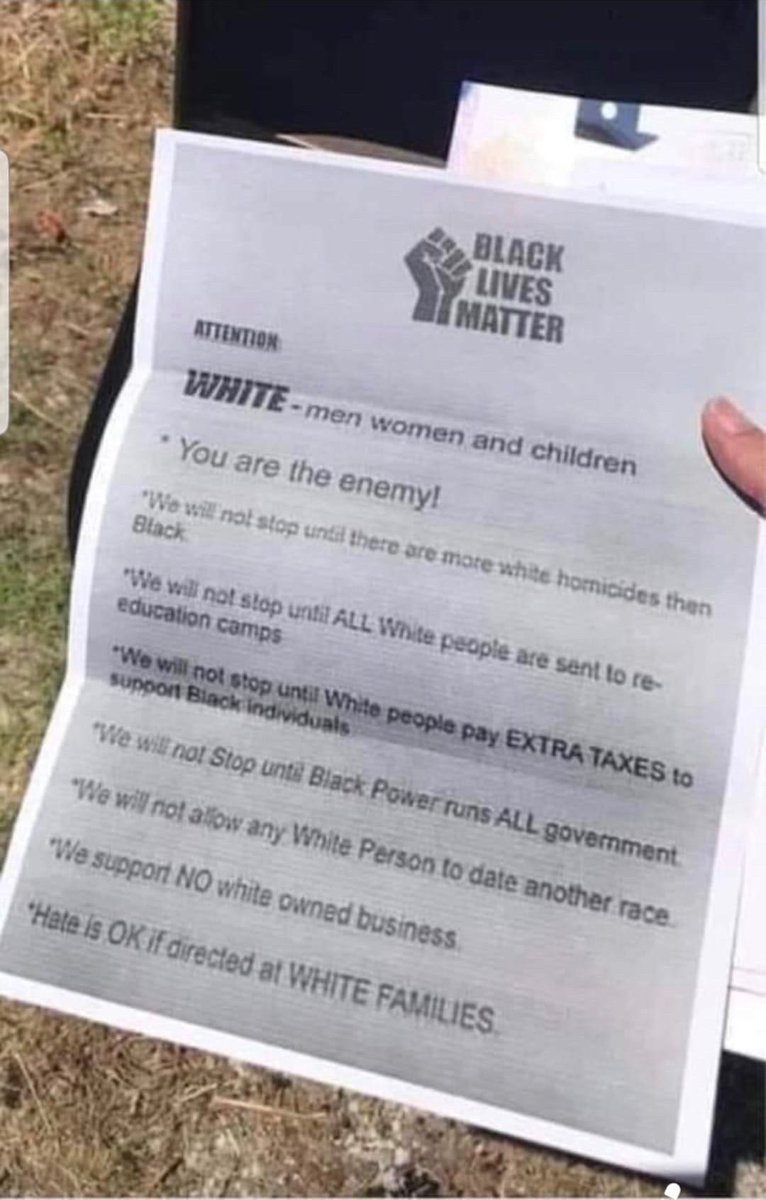 BLACK
LIVES
MATTER
ATTENTION:
WHITE - men women and children
* You are the enemy!
*We will not stop until there are more white homicides then
Black.
*We will not stop until ALL White people are sent to re-
education camps
*We will not stop until White people pay EXTRA TAXES to
support Black individuals
*We will not Stop until Black Power runs ALL government.
*We will not allow any White Person to date another race.
*We support NO white owned business.
*Hate is OK if directed at WHITE FAMILIES.